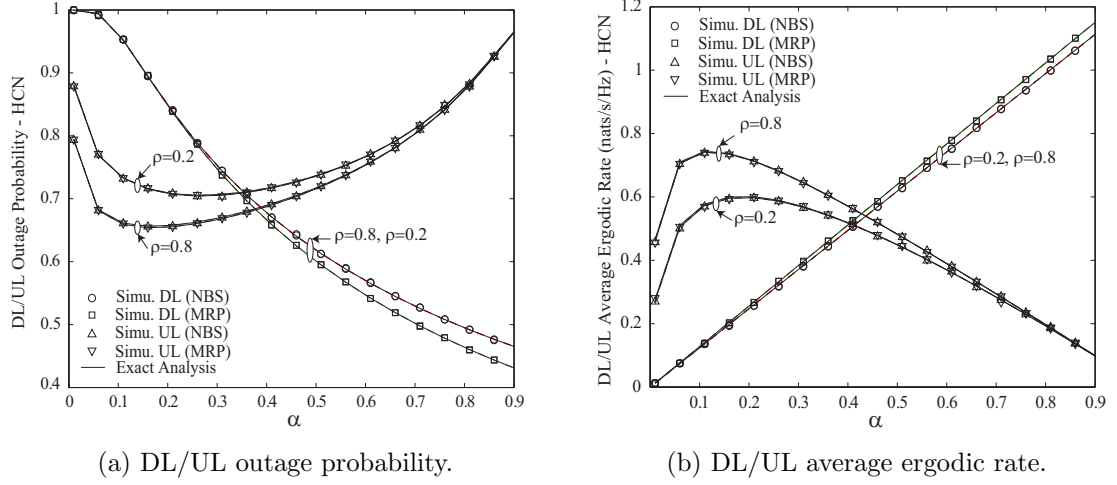 DL/UL Outage Probability - HCN
1
0.9
0.8
0.7
0.6
0.5
0.4
0
0.1
0.2
0.3
0.4
0.5
0.6
0.7
0.8
0.9
α
ρ=0.2
ρ=0.8
ρ=0.8, ρ=0.2
Simu. DL (NBS)
Simu. DL (MRP)
Simu. UL (NBS)
Simu. UL (MRP)
Exact Analysis
(a) DL/UL outage probability.
DL/UL Average Ergodic Rate (nats/s/Hz) - HCN
1.2
1
0.8
0.6
0.4
0.2
0
0.1
0.2
0.3
0.4
0.5
0.6
0.7
0.8
0.9
α
Simu. DL (NBS)
Simu. DL (MRP)
Simu. UL (NBS)
Simu. UL (MRP)
Exact Analysis
ρ=0.8
ρ=0.2, ρ=0.8
ρ=0.2
(b) DL/UL average ergodic rate.